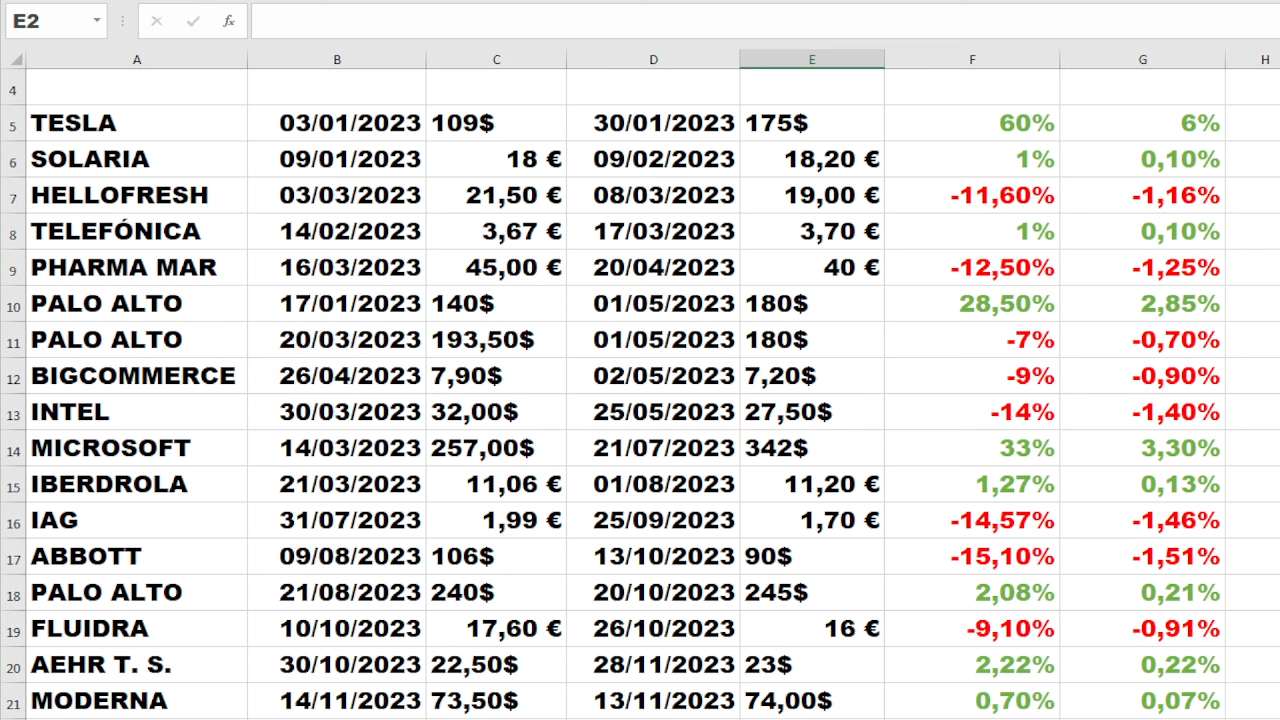 E2 fx
A B C D E F G H
4
5 TESLA 03/01/2023 109$ 30/01/2023 175$ 60% 6%
6 SOLARIA 09/01/2023 18 € 09/02/2023 18,20 € 1% 0,10%
7 HELLOFRESH 03/03/2023 21,50 € 08/03/2023 19,00 € -11,60% -1,16%
8 TELEFÓNICA 14/02/2023 3,67 € 17/03/2023 3,70 € 1% 0,10%
9 PHARMA MAR 16/03/2023 45,00 € 20/04/2023 40 € -12,50% -1,25%
10 PALO ALTO 17/01/2023 140$ 01/05/2023 180$ 28,50% 2,85%
11 PALO ALTO 20/03/2023 193,50$ 01/05/2023 180$ -7% -0,70%
12 BIGCOMMERCE 26/04/2023 7,90$ 02/05/2023 7,20$ -9% -0,90%
13 INTEL 30/03/2023 32,00$ 25/05/2023 27,50$ -14% -1,40%
14 MICROSOFT 14/03/2023 257,00$ 21/07/2023 342$ 33% 3,30%
15 IBERDROLA 21/03/2023 11,06 € 01/08/2023 11,20 € 1,27% 0,13%
16 IAG 31/07/2023 1,99 € 25/09/2023 1,70 € -14,57% -1,46%
17 ABBOTT 09/08/2023 106$ 13/10/2023 90$ -15,10% -1,51%
18 PALO ALTO 21/08/2023 240$ 20/10/2023 245$ 2,08% 0,21%
19 FLUIDRA 10/10/2023 17,60 € 26/10/2023 16 € -9,10% -0,91%
20 AEHR T. S. 30/10/2023 22,50$ 28/11/2023 23$ 2,22% 0,22%
21 MODERNA 14/11/2023 73,50$ 13/11/2023 74,00$ 0,70% 0,07%